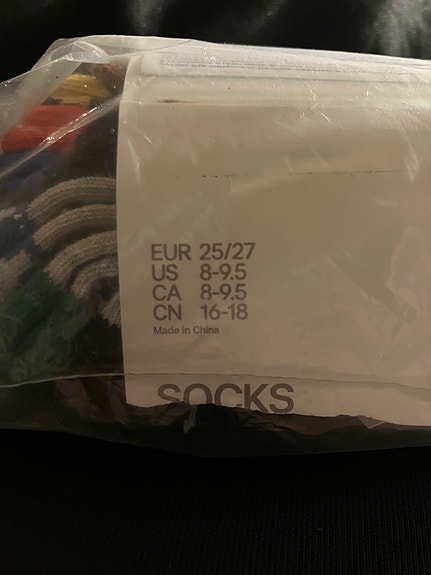 EUR 25/27
US 8-9.5
CA 8-9.5
CN 16-18
Made in China
SOCKS